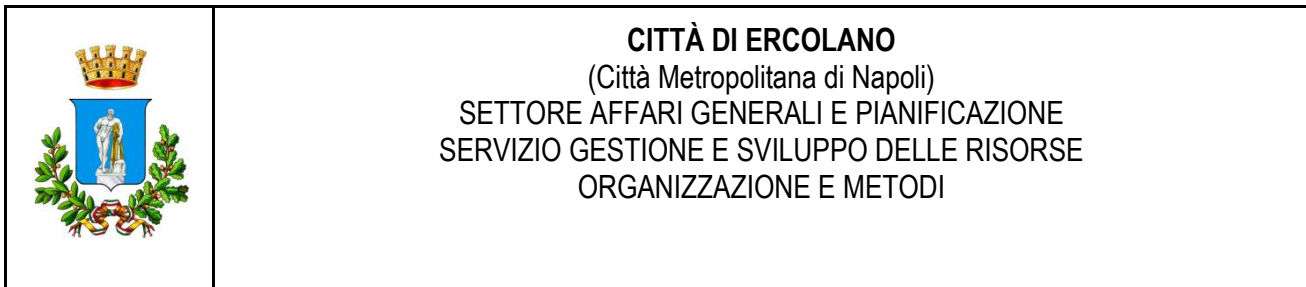 CITTÀ DI ERCOLANO
(Città Metropolitana di Napoli)
SETTORE AFFARI GENERALI E PIANIFICAZIONE
SERVIZIO GESTIONE E SVILUPPO DELLE RISORSE
ORGANIZZAZIONE E METODI